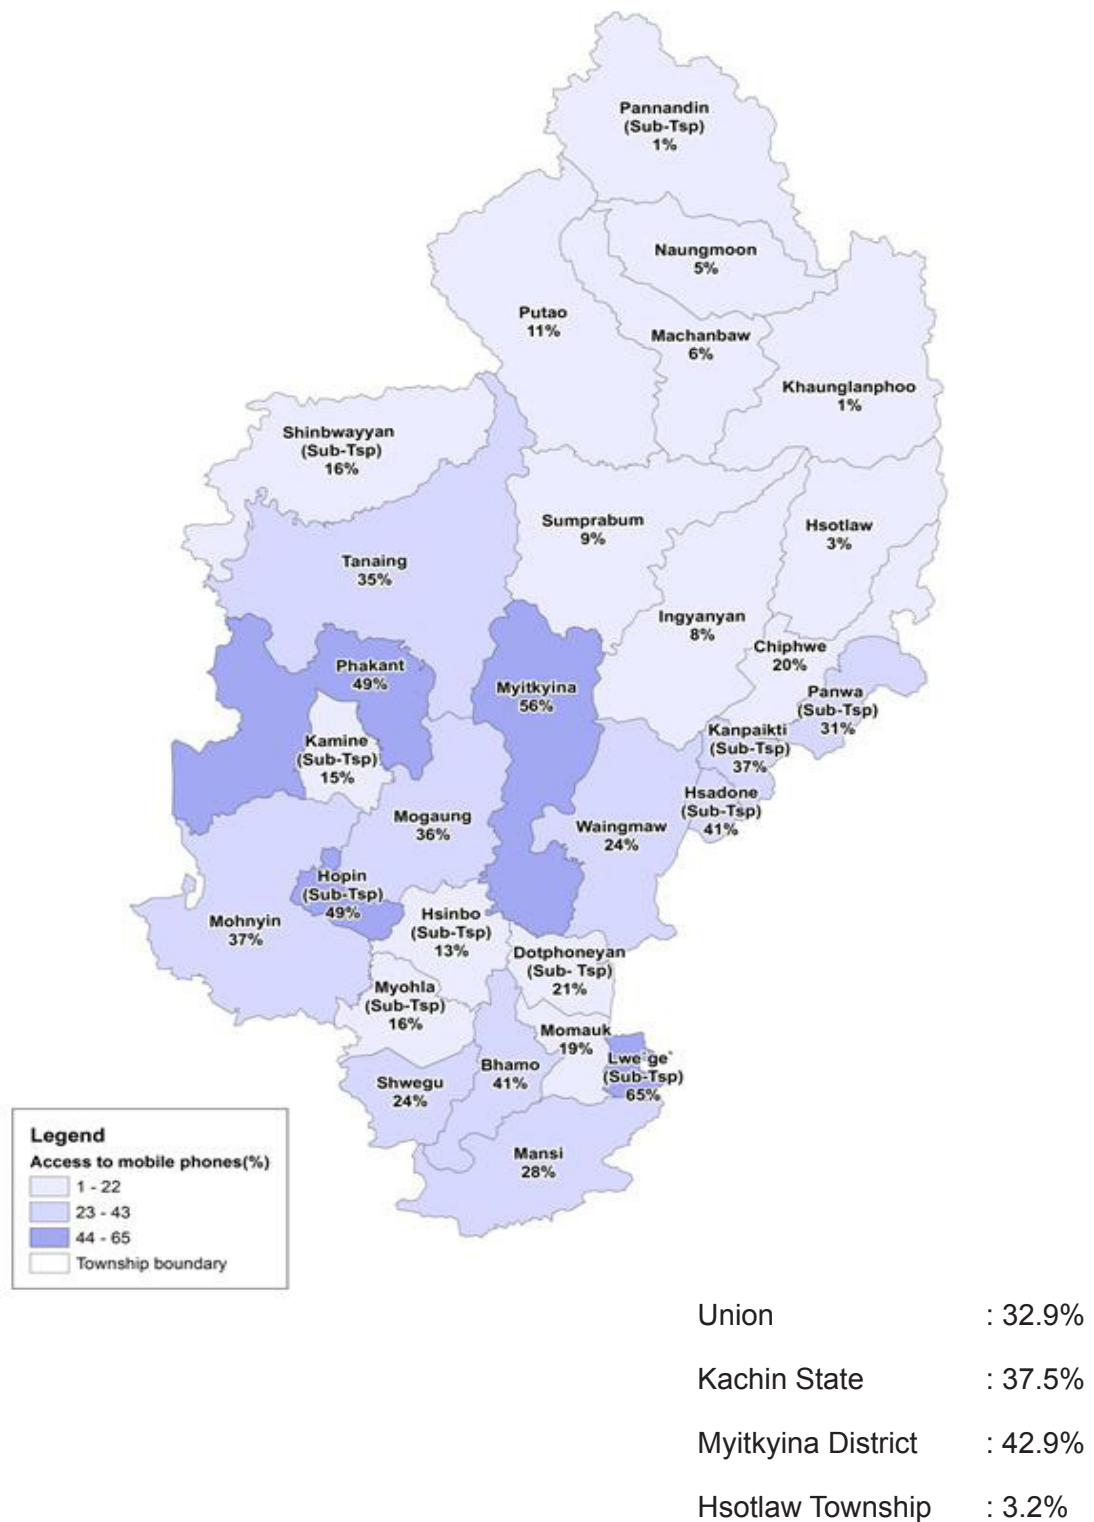 Pannandin
(Sub-Tsp)
1%
Naungmoon
5%
Putao
11%
Machanbaw
6%
Khaunglanphoo
1%
Shinbwayyan
(Sub-Tsp)
16%
Sumprabum
9%
Hsotlaw
3%
Tanaing
35%
Ingyanyan
8%
Chiphwe
20%
Phakant
49%
Myitkyina
56%
Panwa
(Sub-Tsp)
31%
Kanpaikti
(Sub-Tsp)
37%
Kamine
(Sub-Tsp)
15%
Hsadone
(Sub-Tsp)
41%
Mogaung
36%
Waingmaw
24%
Hopin
(Sub-Tsp)
49%
Mohnyin
37%
Hsinbo
(Sub-Tsp)
13%
Dotphoneyan
(Sub- Tsp)
21%
Myohla
(Sub-Tsp)
16%
Momauk
19%
Lwe`ge`
(Sub-Tsp)
65%
Bhamo
41%
Shwegu
24%
Mansi
28%
Legend
Access to mobile phones(%)
1 - 22
23 - 43
44 - 65
Township boundary
Union : 32.9%
Kachin State : 37.5%
Myitkyina District : 42.9%
Hsotlaw Township : 3.2%